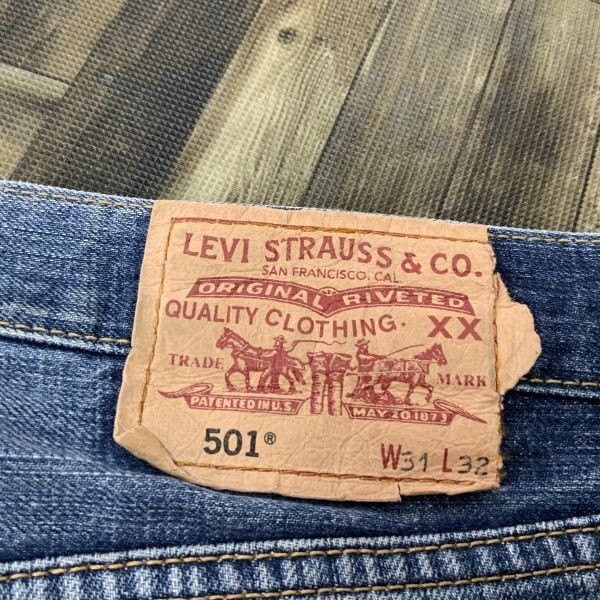 LEVI STRAUSS & CO.
SAN FRANCISCO, CAL.
ORIGINAL RIVETED
QUALITY CLOTHING. XX
TRADE MARK
PATENTED IN U.S. MAY 20 1873
501® W31 L32